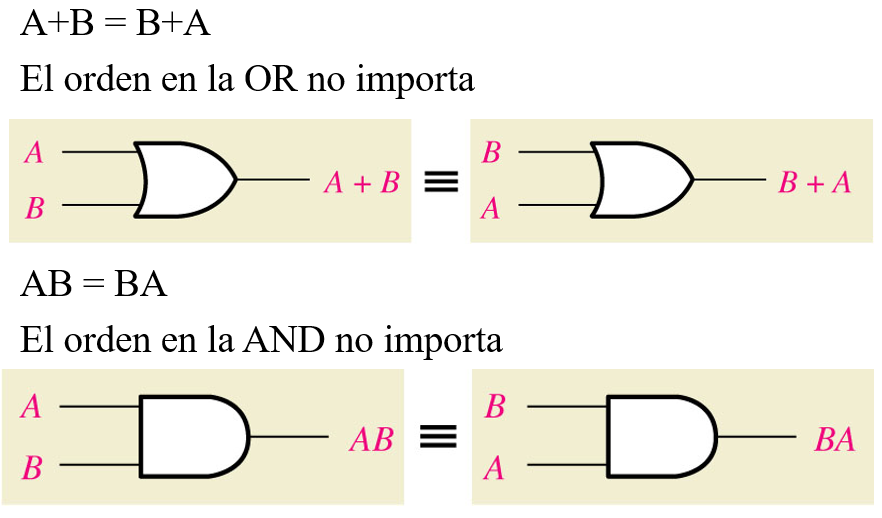 A+B = B+A
El orden en la OR no importa
A
B
A + B
≡
B
A
B + A
AB = BA
El orden en la AND no importa
A
B
AB
≡
B
A
BA